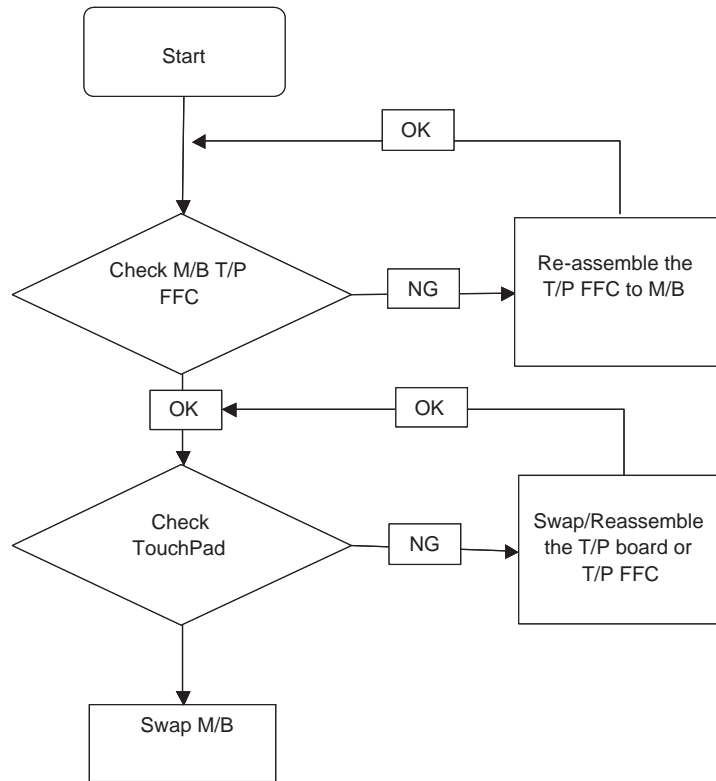 Start
OK
Check M/B T/P
FFC
NG
Re-assemble the
T/P FFC to M/B
OK
OK
Check
TouchPad
NG
Swap/Reassemble
the T/P board or
T/P FFC
Swap M/B